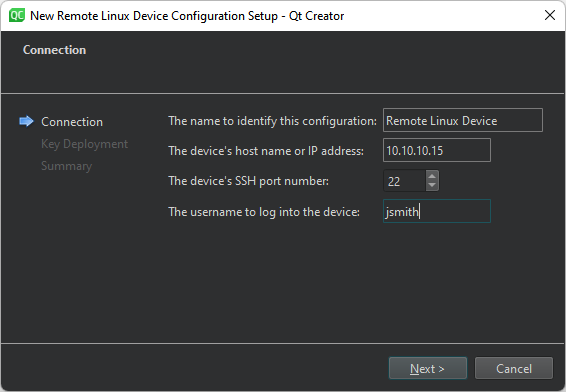 QC New Remote Linux Device Configuration Setup - Qt Creator
Connection
Connection
Key Deployment
Summary
The name to identify this configuration: Remote Linux Device
The device's host name or IP address: 10.10.10.15
The device's SSH port number: 22
The username to log into the device: jsmith
Next >
Cancel